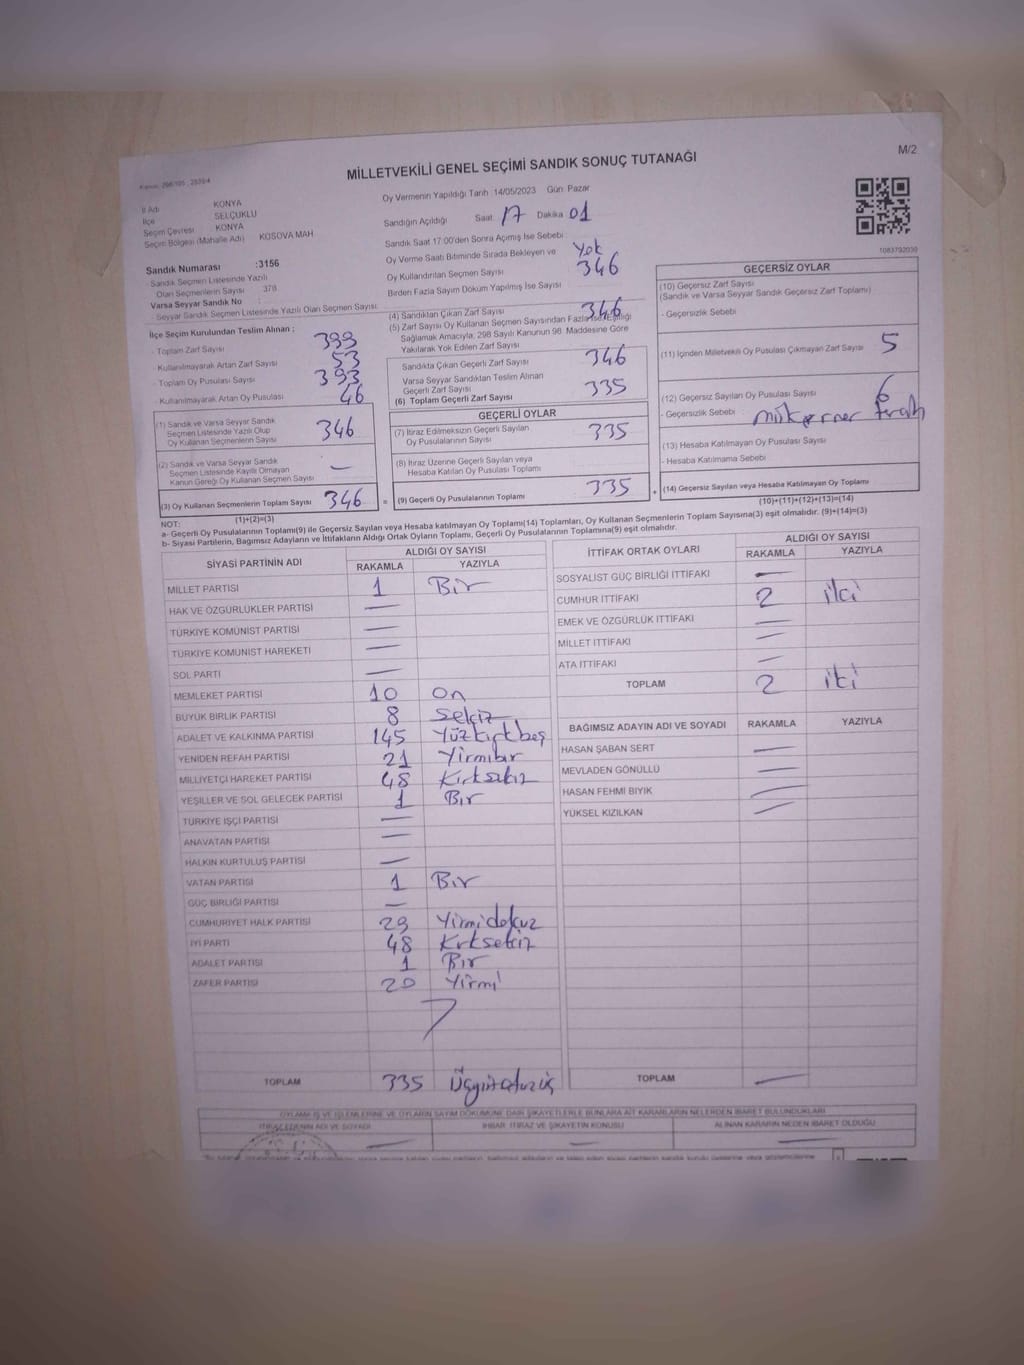 M/2
MİLLETVEKİLİ GENEL SEÇİMİ SANDIK SONUÇ TUTANAĞI
Oy Vermenin Yapıldığı Tarih 14/05/2023 Gün: Pazar
İl Adı KONYA
İlçe SELÇUKLU
Seçim Çevresi KONYA
Seçim Bölgesi (Mahalle Adı) KOSOVA MAH
Sandık Numarası :3156
Sandık Seçmen Listesinde Yazılı
Olan Seçmenlerin Sayısı 378
Varsa Seyyar Sandık No :
Seyyar Sandık Seçmen Listesinde Yazılı Olan Seçmen Sayısı
İlçe Seçim Kurulundan Teslim Alınan ;
- Toplam Zarf Sayısı 399
- Kullanılmayarak Artan Zarf Sayısı 53
- Toplam Oy Pusulası Sayısı 393
- Kullanılmayarak Artan Oy Pusulası 46
(1) Sandık ve Varsa Seyyar Sandık
Seçmen Listesinde Yazılı Olup
Oy Kullanan Seçmenlerin Sayısı 346
(2) Sandık ve Varsa Seyyar Sandık
Seçmen Listesinde Kayıtlı Olmayan
Kanun Gereği Oy Kullanan Seçmen Sayısı —
(3) Oy Kullanan Seçmenlerin Toplam Sayısı 346 =
(1)+(2)=(3)
Sandığın Açıldığı Saat 17 Dakika 01
Sandık Saat 17:00'den Sonra Açımış İse Sebebi
Oy Verme Saati Bitiminde Sırada Bekleyen ve Yok
Oy Kullandırılan Seçmen Sayısı 346
Birden Fazla Sayım Döküm Yapılmış İse Sayısı
(4) Sandıktan Çıkan Zarf Sayısı 346
(5) Zarf Sayısı Oy Kullanan Seçmen Sayısından Fazla ise Eşitliği
Sağlamak Amacıyla, 298 Sayılı Kanunun 98. Maddesine Göre
Yakılarak Yok Edilen Zarf Sayısı
Sandıkta Çıkan Geçerli Zarf Sayısı 346
Varsa Seyyar Sandıktan Teslim Alınan
Geçerli Zarf Sayısı
(6) Toplam Geçerli Zarf Sayısı 335
GEÇERLİ OYLAR
(7) İtiraz Edilmeksizin Geçerli Sayılan
Oy Pusulalarının Sayısı 335
(8) İtiraz Üzerine Geçerli Sayılan veya
Hesaba Katılan Oy Pusulası Toplamı
(9) Geçerli Oy Pusulalarının Toplamı 335 +
1083792030
GEÇERSİZ OYLAR
(10) Geçersiz Zarf Sayısı
(Sandık ve Varsa Seyyar Sandık Geçersiz Zarf Toplamı)
- Geçersizlik Sebebi
(11) İçinden Milletvekili Oy Pusulası Çıkmayan Zarf Sayısı 5
(12) Geçersiz Sayılan Oy Pusulası Sayısı 6
- Geçersizlik Sebebi
(13) Hesaba Katılmayan Oy Pusulası Sayısı
- Hesaba Katılmama Sebebi
(14) Geçersiz Sayılan veya Hesaba Katılmayan Oy Toplamı
(10)+(11)+(12)+(13)=(14)
NOT:
a- Geçerli Oy Pusulalarının Toplamı(9) ile Geçersiz Sayılan veya Hesaba katılmayan Oy Toplamı(14) Toplamları, Oy Kullanan Seçmenlerin Toplam Sayısına(3) eşit olmalıdır. (9)+(14)=(3)
b- Siyasi Partilerin, Bağımsız Adayların ve İttifakların Aldığı Ortak Oyların Toplamı, Geçerli Oy Pusulalarının Toplamına(9) eşit olmalıdır.
SİYASİ PARTİNİN ADI ALDIĞI OY SAYISI
RAKAMLA YAZIYLA
MİLLET PARTİSİ 1 Bir
HAK VE ÖZGÜRLÜKLER PARTİSİ —
TÜRKİYE KOMÜNİST PARTİSİ —
TÜRKİYE KOMÜNİST HAREKETİ —
SOL PARTİ —
MEMLEKET PARTİSİ 10 on
BÜYÜK BİRLİK PARTİSİ 8 sekiz
ADALET VE KALKINMA PARTİSİ 145 Yüzkırkbeş
YENİDEN REFAH PARTİSİ 21 Yirmibir
MİLLİYETÇİ HAREKET PARTİSİ 48 Kırksekiz
YEŞİLLER VE SOL GELECEK PARTİSİ 1 Bir
TÜRKİYE İŞÇİ PARTİSİ —
ANAVATAN PARTİSİ —
HALKIN KURTULUŞ PARTİSİ —
VATAN PARTİSİ 1 Bir
GÜÇ BİRLİĞİ PARTİSİ —
CUMHURİYET HALK PARTİSİ 29 Yirmidokuz
İYİ PARTİ 48 Kırksekiz
ADALET PARTİSİ 1 Bir
ZAFER PARTİSİ 20 Yirmi
TOPLAM 335
İTTİFAK ORTAK OYLARI ALDIĞI OY SAYISI
RAKAMLA YAZIYLA
SOSYALİST GÜÇ BİRLİĞİ İTTİFAKI —
CUMHUR İTTİFAKI 2 iki
EMEK VE ÖZGÜRLÜK İTTİFAKI —
MİLLET İTTİFAKI —
ATA İTTİFAKI —
TOPLAM 2 iki
BAĞIMSIZ ADAYIN ADI VE SOYADI RAKAMLA YAZIYLA
HASAN ŞABAN SERT —
MEVLADEN GÖNÜLLÜ —
HASAN FEHMİ BIYIK —
YÜKSEL KIZILKAN —
TOPLAM —
OYLAMA İŞ VE İŞLEMLERİNE VE OYLARIN SAYIM DÖKÜMÜNE DAİR ŞİKAYETLERLE BUNLARA AİT KARARLARIN NELERDEN İBARET BULUNDUKLARI
İTİRAZ EDENİN ADI VE SOYADI İHBAR İTİRAZ VE ŞİKAYETİN KONUSU ALINAN KARARIN NEDEN İBARET OLDUĞU